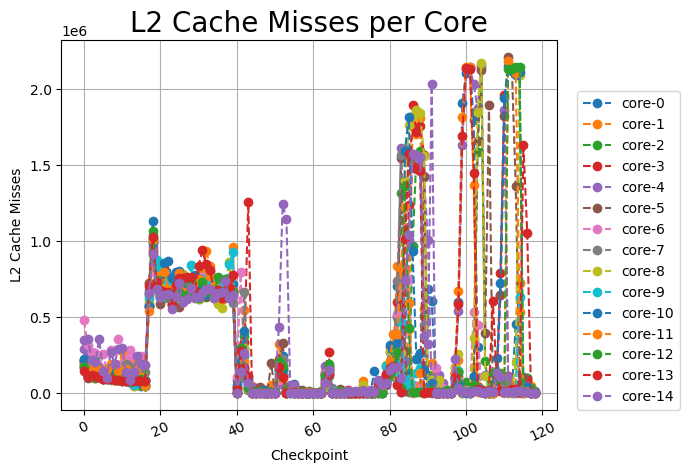 L2 Cache Misses per Core
1e6
2.0
1.5
1.0
0.5
0.0
L2 Cache Misses
0
20
40
60
80
100
120
Checkpoint
core-0
core-1
core-2
core-3
core-4
core-5
core-6
core-7
core-8
core-9
core-10
core-11
core-12
core-13
core-14